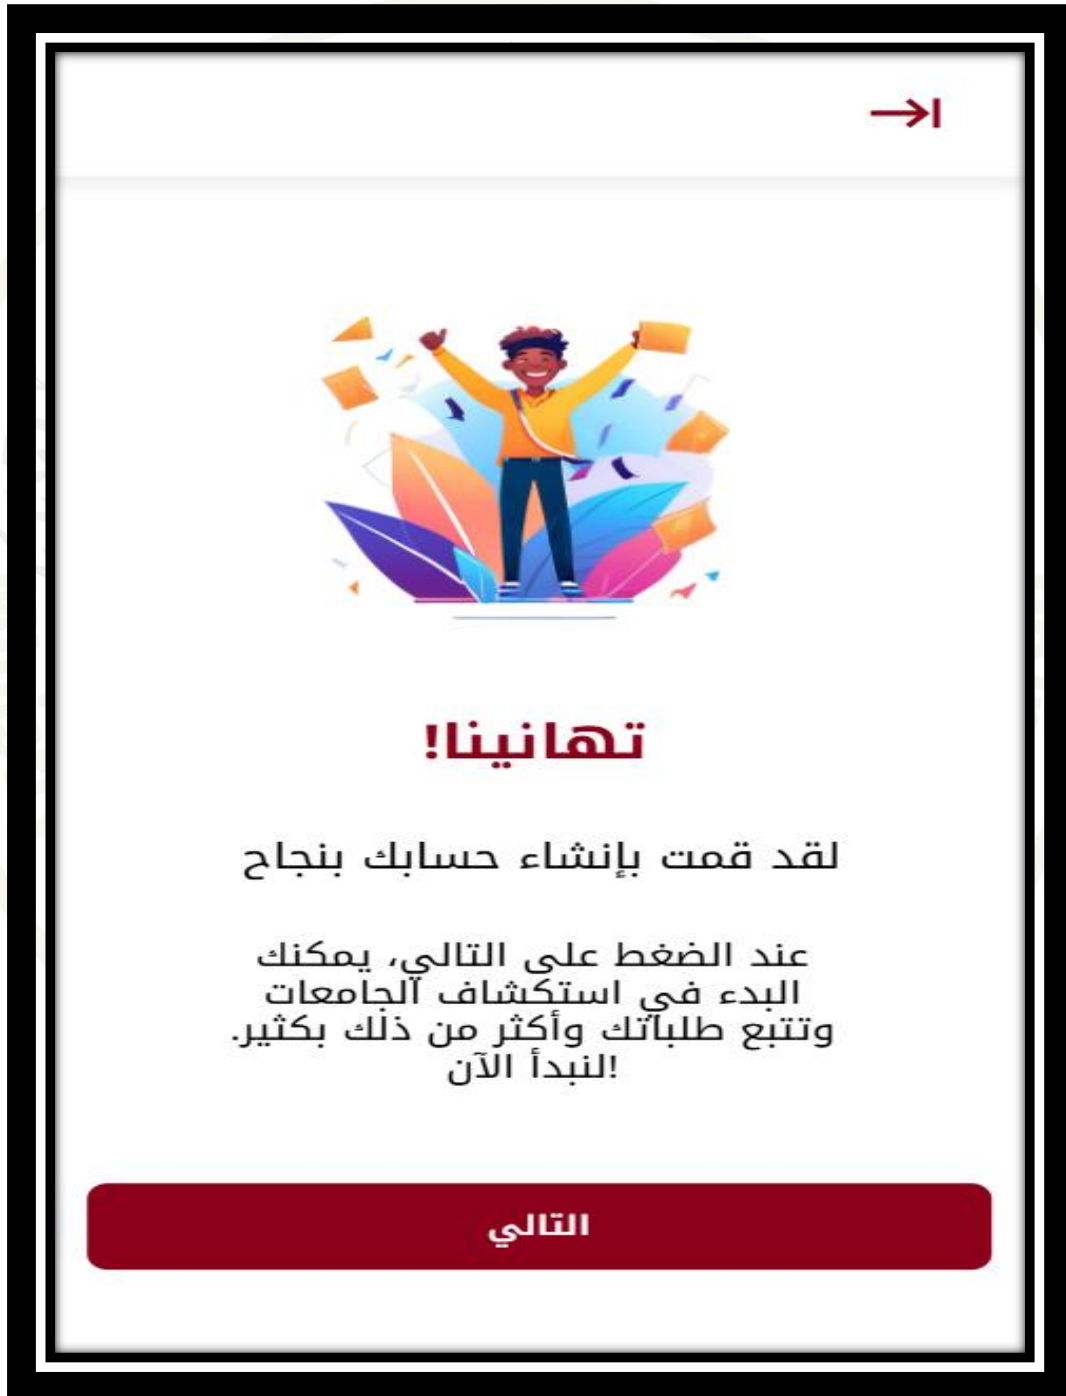 تهانينا!
لقد قمت بإنشاء حسابك بنجاح
عند الضغط على التالي، يمكنك
البدء في استكشاف الجامعات
وتتبع طلباتك وأكثر من ذلك بكثير.
!لنبدأ الآن
التالي